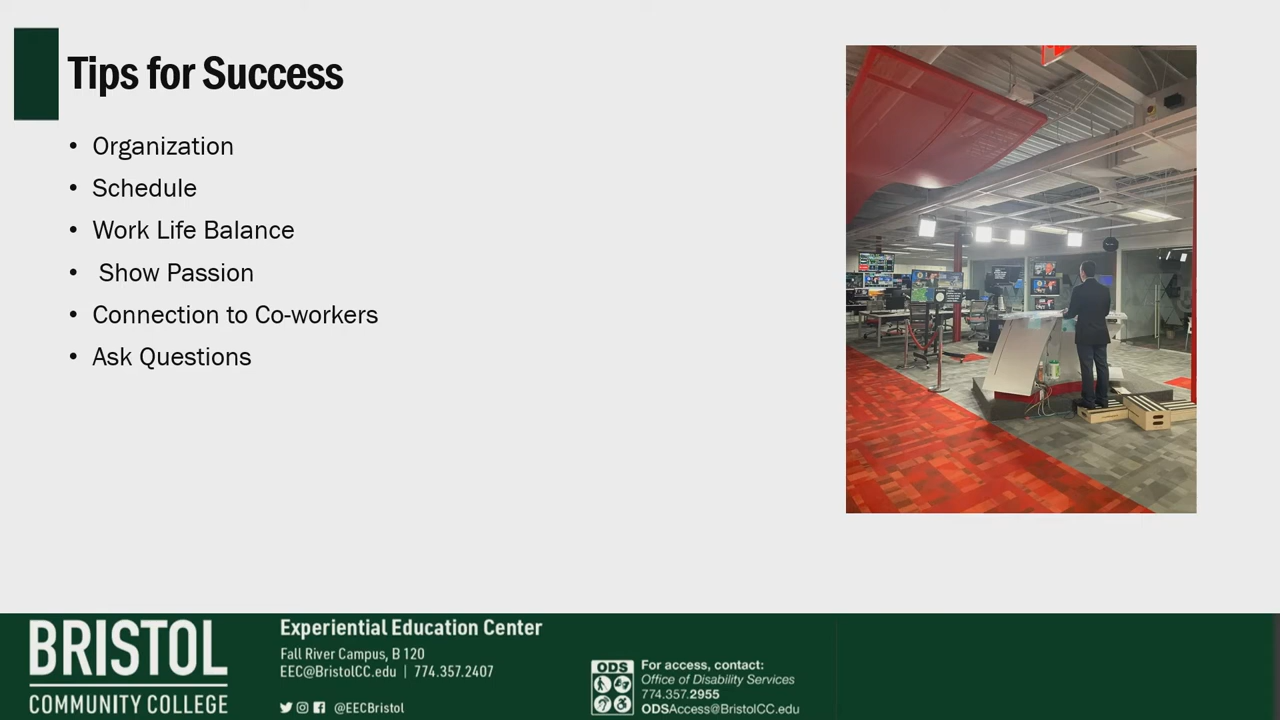 Tips for Success
• Organization
• Schedule
• Work Life Balance
• Show Passion
• Connection to Co-workers
• Ask Questions
BRISTOL
COMMUNITY COLLEGE
Experiential Education Center
Fall River Campus, B 120
EEC@BristolCC.edu | 774.357.2407
@EECBristol
ODS
For access, contact:
Office of Disability Services
774.357.2955
ODSAccess@BristolCC.edu